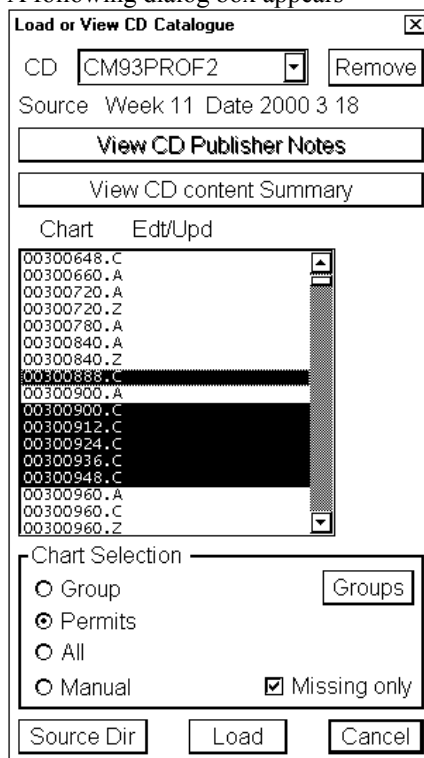 A following dialog box appears
Load or View CD Catalogue
CD CM93PROF2 Remove
Source Week 11 Date 2000 3 18
View CD Publisher Notes
View CD content Summary
Chart Edt/Upd
00300648.C
00300660.A
00300720.A
00300720.Z
00300780.A
00300840.A
00300840.Z
00300888.C
00300900.A
00300900.C
00300912.C
00300924.C
00300936.C
00300948.C
00300960.A
00300960.C
00300960.Z
Chart Selection
Group Groups
Permits
All
Manual Missing only
Source Dir Load Cancel